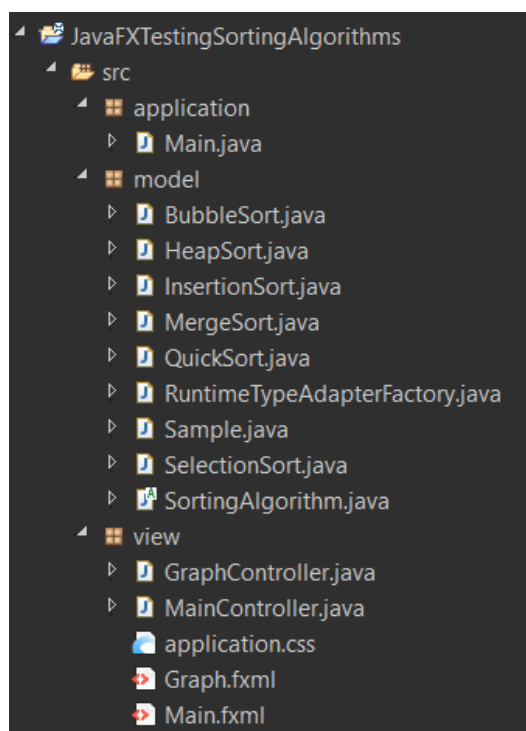 JavaFXTestingSortingAlgorithms
src
application
Main.java
model
BubbleSort.java
HeapSort.java
InsertionSort.java
MergeSort.java
QuickSort.java
RuntimeTypeAdapterFactory.java
Sample.java
SelectionSort.java
SortingAlgorithm.java
view
GraphController.java
MainController.java
application.css
Graph.fxml
Main.fxml